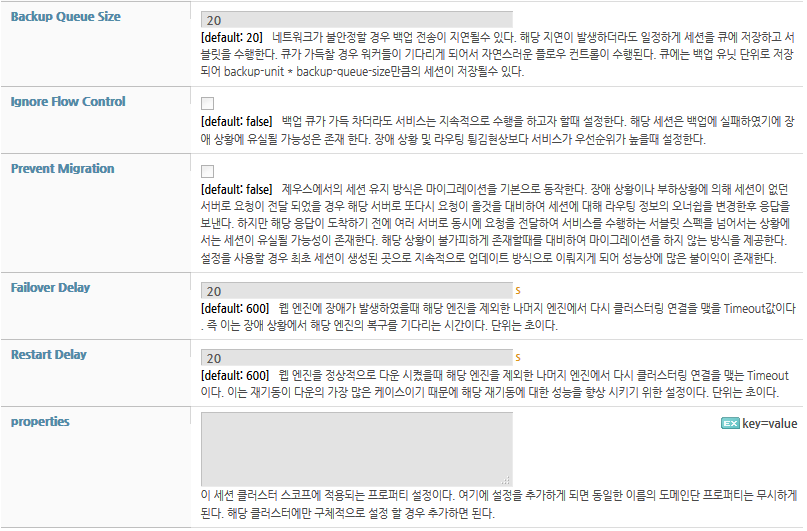 Backup Queue Size
20
[default: 20] 네트워크가 불안정할 경우 백업 전송이 지연될수 있다. 해당 지연이 발생하더라도 일정하게 세션을 큐에 저장하고 서
블릿을 수행한다. 큐가 가득찰 경우 워커들이 기다리게 되어서 자연스러운 플로우 컨트롤이 수행된다. 큐에는 백업 유닛 단위로 저장
되어 backup-unit * backup-queue-size만큼의 세션이 저장될수 있다.
Ignore Flow Control
[default: false] 백업 큐가 가득 차더라도 서비스는 지속적으로 수행을 하고자 할때 설정한다. 해당 세션은 백업에 실패하였기에 장
애 상황에 유실될 가능성은 존재 한다. 장애 상황 및 라우팅 튕김현상보다 서비스가 우선순위가 높을때 설정한다.
Prevent Migration
[default: false] 제우스에서의 세션 유지 방식은 마이그레이션을 기본으로 동작한다. 장애 상황이나 부하상황에 의해 세션이 없던
서버로 요청이 전달 되었을 경우 해당 서버로 또다시 요청이 올것을 대비하여 세션에 대해 라우팅 정보의 오너쉽을 변경한후 응답을
보낸다. 하지만 해당 응답이 도착하기 전에 여러 서버로 동시에 요청을 전달하여 서비스를 수행하는 서블릿 스펙을 넘어서는 상황에
서는 세션이 유실될 가능성이 존재한다. 해당 상황이 불가피하게 존재할때를 대비하여 마이그레이션을 하지 않는 방식을 제공한다.
설정을 사용할 경우 최초 세션이 생성된 곳으로 지속적으로 업데이트 방식으로 이뤄지게 되어 성능상에 많은 불이익이 존재한다.
Failover Delay
20 s
[default: 600] 웹 엔진에 장애가 발생하였을때 해당 엔진을 제외한 나머지 엔진에서 다시 클러스터링 연결을 맺을 Timeout값이다
. 즉 이는 장애 상황에서 해당 엔진의 복구를 기다리는 시간이다. 단위는 초이다.
Restart Delay
20 s
[default: 600] 웹 엔진을 정상적으로 다운 시켰을때 해당 엔진을 제외한 나머지 엔진에서 다시 클러스터링 연결을 맺는 Timeout
이다. 이는 재기동이 다운의 가장 많은 케이스이기 때문에 해당 재기동에 대한 성능을 향상 시키기 위한 설정이다. 단위는 초이다.
properties
EX key=value
이 세션 클러스터 스코프에 적용되는 프로퍼티 설정이다. 여기에 설정을 추가하게 되면 동일한 이름의 도메인단 프로퍼티는 무시하게
된다. 해당 클러스터에만 구체적으로 설정 할 경우 추가하면 된다.